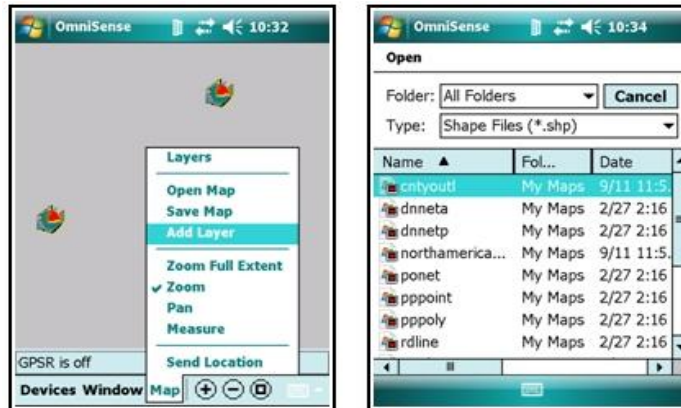 OmniSense 10:32
Layers
Open Map
Save Map
Add Layer
Zoom Full Extent
Zoom
Pan
Measure
Send Location
GPSR is off
Devices Window Map
OmniSense 10:34
Open
Folder: All Folders Cancel
Type: Shape Files (*.shp)
Name Fol... Date
cntyoutl My Maps 9/11 11:5.
dnneta My Maps 2/27 2:16
dnnetp My Maps 2/27 2:16
northamerica... My Maps 9/11 11:5.
ponet My Maps 2/27 2:16
pppoint My Maps 2/27 2:16
pppoly My Maps 2/27 2:16
rdline My Maps 2/27 2:16